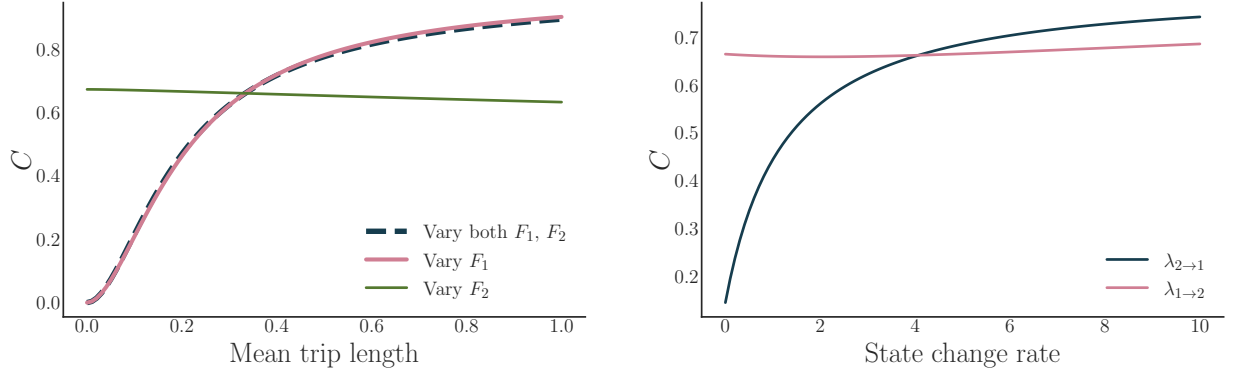 C
0.8
0.6
0.4
0.2
0.0
0.0 0.2 0.4 0.6 0.8 1.0
Mean trip length
Vary both F₁, F₂
Vary F₁
Vary F₂
C
0.7
0.6
0.5
0.4
0.3
0.2
0 2 4 6 8 10
State change rate
λ₂→₁
λ₁→₂